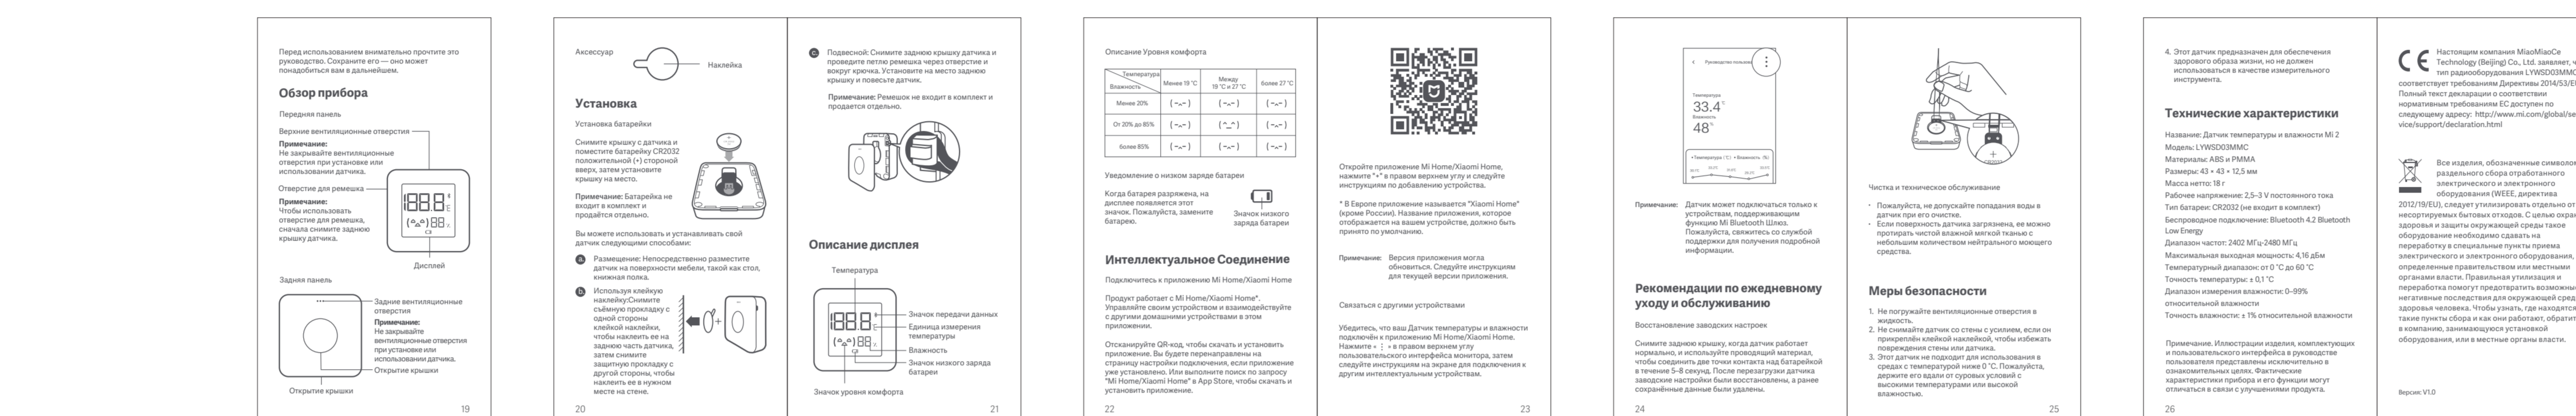 Перед использованием внимательно прочтите это
руководство. Сохраните его — оно может
понадобиться вам в дальнейшем.
Обзор прибора
Передняя панель
Верхние вентиляционные отверстия
Примечание:
Не закрывайте вентиляционные
отверстия при установке или
использовании датчика.
Отверстие для ремешка
Примечание:
Чтобы использовать
отверстие для ремешка,
сначала снимите заднюю
крышку датчика.
Дисплей
Задняя панель
Задние вентиляционные
отверстия
Примечание:
Не закрывайте
вентиляционные отверстия
при установке или
использовании датчика.
Открытие крышки
Открытие крышки
19
Аксессуар
Наклейка
Установка
Установка батарейки
Снимите крышку с датчика и
поместите батарейку CR2032
положительной (+) стороной
вверх, затем установите
крышку на место.
Примечание: Батарейка не
входит в комплект и
продаётся отдельно.
Вы можете использовать и устанавливать свой
датчик следующими способами:
a. Размещение: Непосредственно разместите
датчик на поверхности мебели, такой как стол,
книжная полка.
b. Используя клейкую
наклейку:Снимите
съёмную прокладку с
одной стороны
клейкой наклейки,
чтобы наклеить ее на
заднюю часть датчика,
затем снимите
защитную прокладку с
другой стороны, чтобы
наклеить ее в нужном
месте на стене.
20
c. Подвесной: Снимите заднюю крышку датчика и
проведите петлю ремешка через отверстие и
вокруг крючка. Установите на место заднюю
крышку и повесьте датчик.
Примечание: Ремешок не входит в комплект и
продается отдельно.
Описание дисплея
Температура
Значок передачи данных
Единица измерения
температуры
Влажность
Значок низкого заряда
батареи
Значок уровня комфорта
21
Описание Уровня комфорта
Температура
Влажность
Менее 19 °C
Между
19 °C и 27 °C
более 27 °C
Менее 20% (-^-) (-^-) (-^-)
От 20% до 85% (-^-) (^_^) (-^-)
более 85% (-^-) (-^-) (-^-)
Уведомление о низком заряде батареи
Когда батарея разряжена, на
дисплее появляется этот
значок. Пожалуйста, замените
батарею.
Значок низкого
заряда батареи
Интеллектуальное Соединение
Подключитесь к приложению Mi Home/Xiaomi Home
Продукт работает с Mi Home/Xiaomi Home*.
Управляйте своим устройством и взаимодействуйте
с другими домашними устройствами в этом
приложении.
Отсканируйте QR-код, чтобы скачать и установить
приложение. Вы будете перенаправлены на
страницу настройки подключения, если приложение
уже установлено. Или выполните поиск по запросу
"Mi Home/Xiaomi Home" в App Store, чтобы скачать и
установить приложение.
22
Откройте приложение Mi Home/Xiaomi Home,
нажмите "+" в правом верхнем углу и следуйте
инструкциям по добавлению устройства.
* В Европе приложение называется "Xiaomi Home"
(кроме России). Название приложения, которое
отображается на вашем устройстве, должно быть
принято по умолчанию.
Примечание: Версия приложения могла
обновиться. Следуйте инструкциям
для текущей версии приложения.
Связаться с другими устройствами
Убедитесь, что ваш Датчик температуры и влажности
подключён к приложению Mi Home/Xiaomi Home.
Нажмите « ⋮ » в правом верхнем углу
пользовательского интерфейса монитора, затем
следуйте инструкциям на экране для подключения к
другим интеллектуальным устройствам.
23
Руководство пользова
Температура
33.4 °C
Влажность
48 %
• Температура (°C) • Влажность (%)
Примечание: Датчик может подключаться только к
устройствам, поддерживающим
функцию Mi Bluetooth Шлюз.
Пожалуйста, свяжитесь со службой
поддержки для получения подробной
информации.
Рекомендации по ежедневному
уходу и обслуживанию
Восстановление заводских настроек
Снимите заднюю крышку, когда датчик работает
нормально, и используйте проводящий материал,
чтобы соединить две точки контакта над батарейкой
в течение 5–8 секунд. После перезагрузки датчика
заводские настройки были восстановлены, а ранее
сохранённые данные были удалены.
24
CR2032
Чистка и техническое обслуживание
• Пожалуйста, не допускайте попадания воды в
датчик при его очистке.
• Если поверхность датчика загрязнена, ее можно
протирать чистой влажной мягкой тканью с
небольшим количеством нейтрального моющего
средства.
Меры безопасности
1. Не погружайте вентиляционные отверстия в
жидкость.
2. Не снимайте датчик со стены с усилием, если он
прикреплён клейкой наклейкой, чтобы избежать
повреждения стены или датчика.
3. Этот датчик не подходит для использования в
средах с температурой ниже 0 °C. Пожалуйста,
держите его вдали от суровых условий с
высокими температурами или высокой
влажностью.
25
4. Этот датчик предназначен для обеспечения
здорового образа жизни, но не должен
использоваться в качестве измерительного
инструмента.
Технические характеристики
Название: Датчик температуры и влажности Mi 2
Модель: LYWSD03MMC
Материалы: ABS и PMMA
Размеры: 43 × 43 × 12,5 мм
Масса нетто: 18 г
Рабочее напряжение: 2,5–3 V постоянного тока
Тип батареи: CR2032 (не входит в комплект)
Беспроводное подключение: Bluetooth 4.2 Bluetooth
Low Energy
Диапазон частот: 2402 МГц-2480 МГц
Максимальная выходная мощность: 4,16 дБм
Температурный диапазон: от 0 °C до 60 °C
Точность температуры: ± 0,1 °C
Диапазон измерения влажности: 0–99%
относительной влажности
Точность влажности: ± 1% относительной влажности
Примечание. Иллюстрации изделия, комплектующих
и пользовательского интерфейса в руководстве
пользователя представлены исключительно в
ознакомительных целях. Фактические
характеристики прибора и его функции могут
отличаться в связи с улучшениями продукта.
26
Настоящим компания MiaoMiaoCe
Technology (Beijing) Co., Ltd. заявляет, ч
тип радиооборудования LYWSD03MMC
соответствует требованиям Директивы 2014/53/E
Полный текст декларации о соответствии
нормативным требованиям ЕС доступен по
следующему адресу: http://www.mi.com/global/se
vice/support/declaration.html
Все изделия, обозначенные символом
раздельного сбора отработанного
электрического и электронного
оборудования (WEEE, директива
2012/19/EU), следует утилизировать отдельно от
несортируемых бытовых отходов. С целью охран
здоровья и защиты окружающей среды такое
оборудование необходимо сдавать на
переработку в специальные пункты приема
электрического и электронного оборудования,
определенные правительством или местными
органами власти. Правильная утилизация и
переработка помогут предотвратить возможны
негативные последствия для окружающей сред
здоровья человека. Чтобы узнать, где находятся
такие пункты сбора и как они работают, обратит
в компанию, занимающуюся установкой
оборудования, или в местные органы власти.
Версия: V1.0